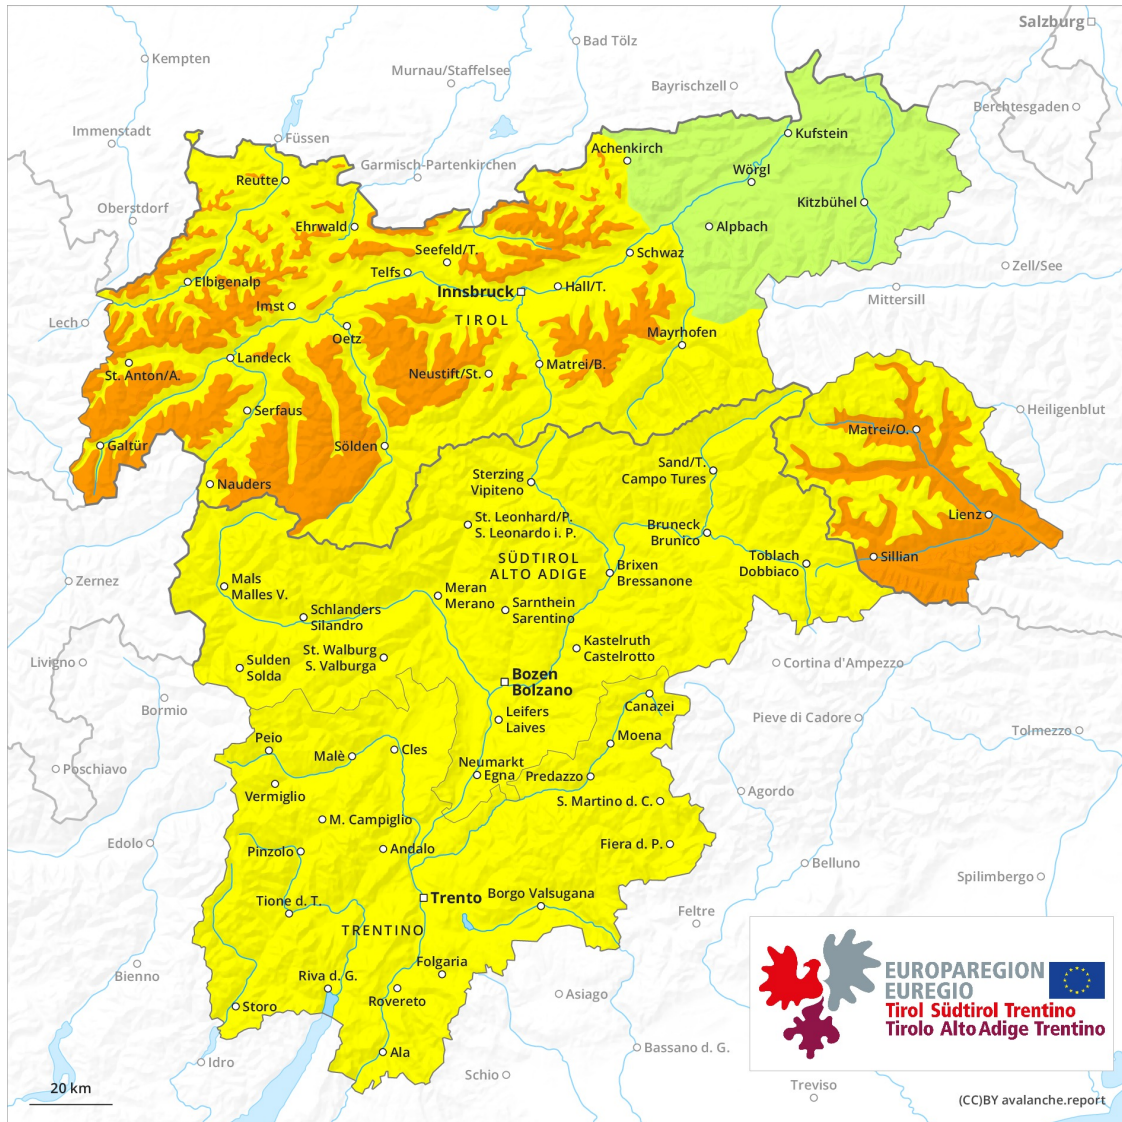 Salzburg
Kempten
Bad Tölz
Murnau/Staffelsee
Bayrischzell
Berchtesgaden
Immenstadt
Füssen
Kufstein
Achenkirch
Garmisch-Partenkirchen
Wörgl
Reutte
Oberstdorf
Kitzbühel
Ehrwald
Alpbach
Seefeld/T.
Schwaz
Telfs
Zell/See
Elbigenalp
Hall/T.
Innsbruck
Mittersill
Imst
TIROL
Lech
Oetz
Mayrhofen
Landeck
Matrei/B.
St. Anton/A.
Neustift/St.
Serfaus
Heiligenblut
Matrei/O.
Galtür
Sölden
Sand/T.
Campo Tures
Sterzing
Vipiteno
Nauders
Lienz
St. Leonhard/P.
S. Leonardo i. P.
Bruneck
Brunico
SÜDTIROL
ALTO ADIGE
Toblach
Dobbiaco
Sillian
Brixen
Bressanone
Zernez
Mals
Malles V.
Meran
Merano
Sarnthein
Sarentino
Schlanders
Silandro
Kastelruth
Castelrotto
St. Walburg
S. Valburga
Livigno
Sulden
Solda
Cortina d'Ampezzo
Bozen
Bolzano
Bormio
Canazei
Leifers
Laives
Pieve di Cadore
Tolmezzo
Peio
Moena
Cles
Malè
Poschiavo
Neumarkt
Egna
Predazzo
Vermiglio
Agordo
S. Martino d. C.
M. Campiglio
Edolo
Pinzolo
Andalo
Fiera d. P.
Belluno
Spilimbergo
Trento
Borgo Valsugana
Tione d. T.
Feltre
TRENTINO
Folgaria
Bienno
Riva d. G.
Rovereto
Asiago
Storo
EUROPAREGION
EUREGIO
Tirol Südtirol Trentino
Tirolo Alto Adige Trentino
Ala
Bassano d. G.
Idro
Schio
20 km
Treviso
(CC)BY avalanche.report